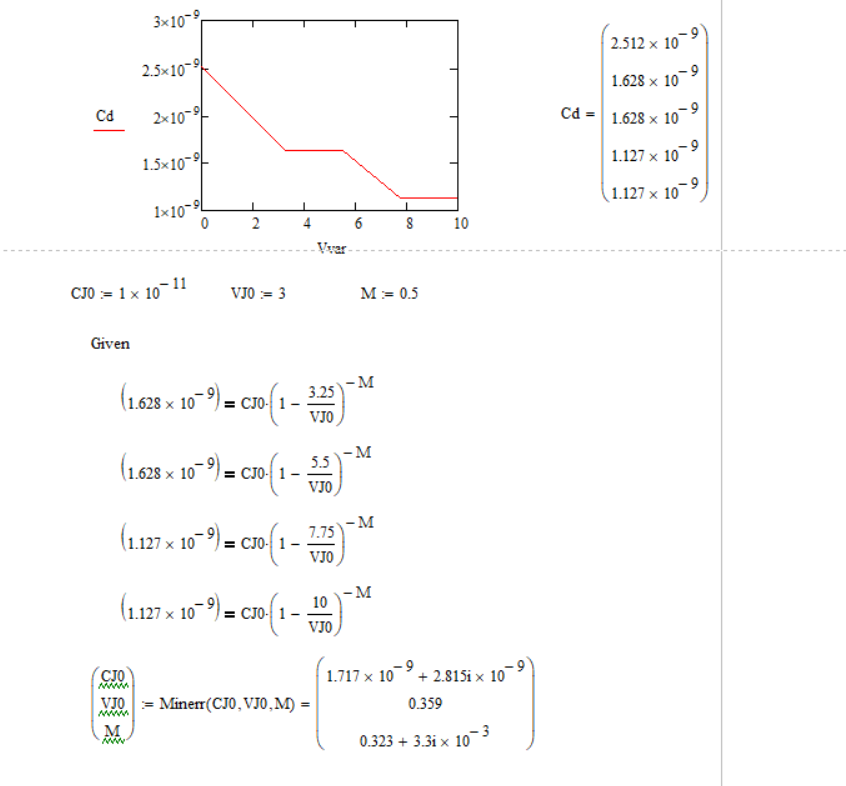 3×10⁻⁹
2.5×10⁻⁹
Cd
2×10⁻⁹
1.5×10⁻⁹
1×10⁻⁹
0 2 4 6 8 10
Vvar
Cd = (2.512 × 10⁻⁹
1.628 × 10⁻⁹
1.628 × 10⁻⁹
1.127 × 10⁻⁹
1.127 × 10⁻⁹)
CJ0 := 1 × 10⁻¹¹ VJ0 := 3 M := 0.5
Given
(1.628 × 10⁻⁹) = CJ0·(1 − 3.25/VJ0)^−M
(1.628 × 10⁻⁹) = CJ0·(1 − 5.5/VJ0)^−M
(1.127 × 10⁻⁹) = CJ0·(1 − 7.75/VJ0)^−M
(1.127 × 10⁻⁹) = CJ0·(1 − 10/VJ0)^−M
(CJ0
VJ0
M) := Minerr(CJ0, VJ0, M) = (1.717 × 10⁻⁹ + 2.815i × 10⁻⁹
0.359
0.323 + 3.3i × 10⁻³)